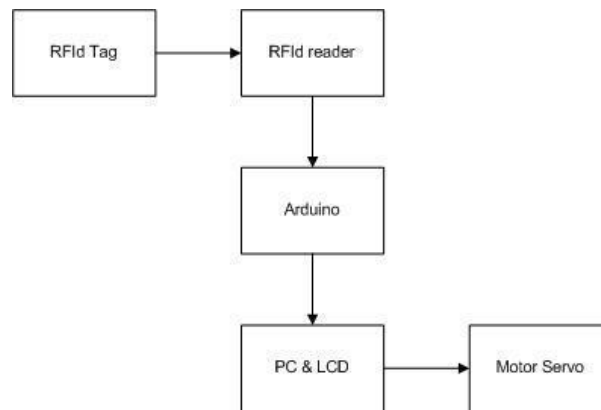 RFId Tag
RFId reader
Arduino
PC & LCD
Motor Servo